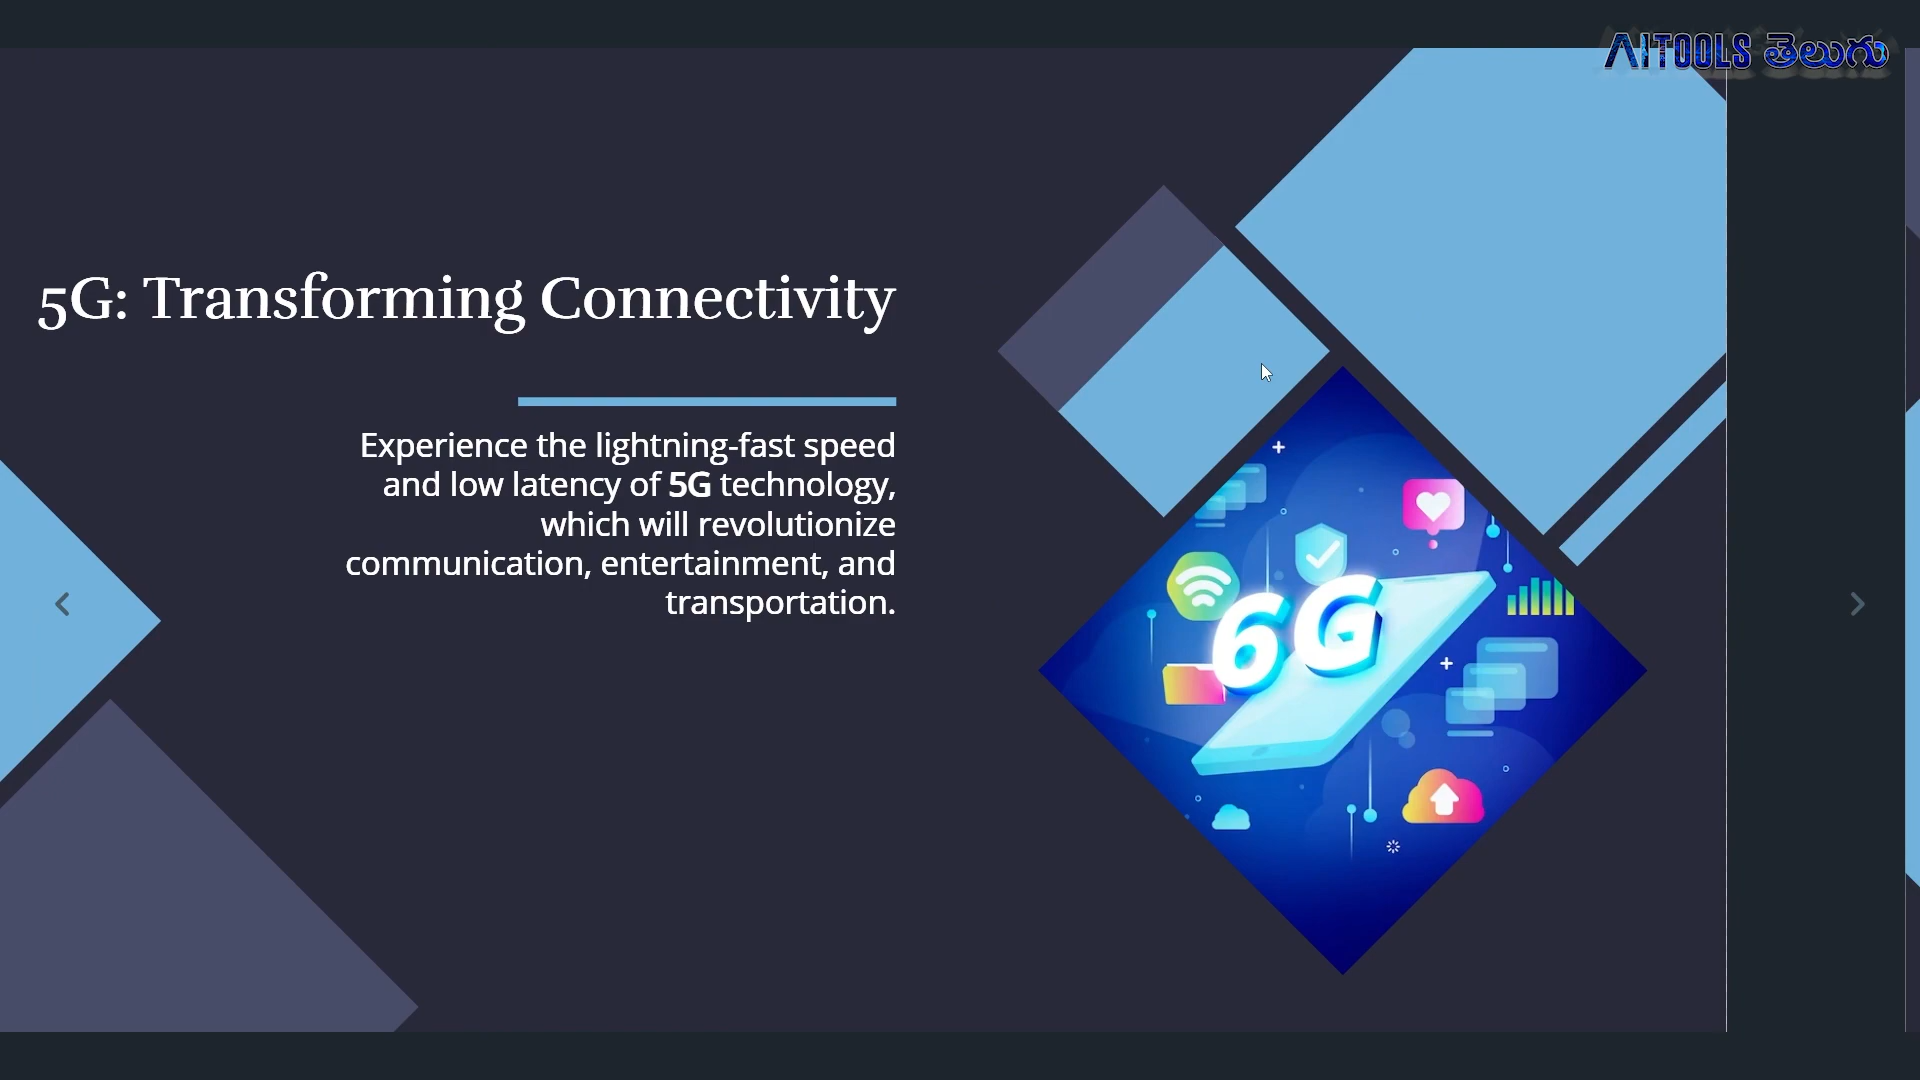 AITOOLS తెలుగు
5G: Transforming Connectivity
Experience the lightning-fast speed
and low latency of 5G technology,
which will revolutionize
communication, entertainment, and
transportation.
6G